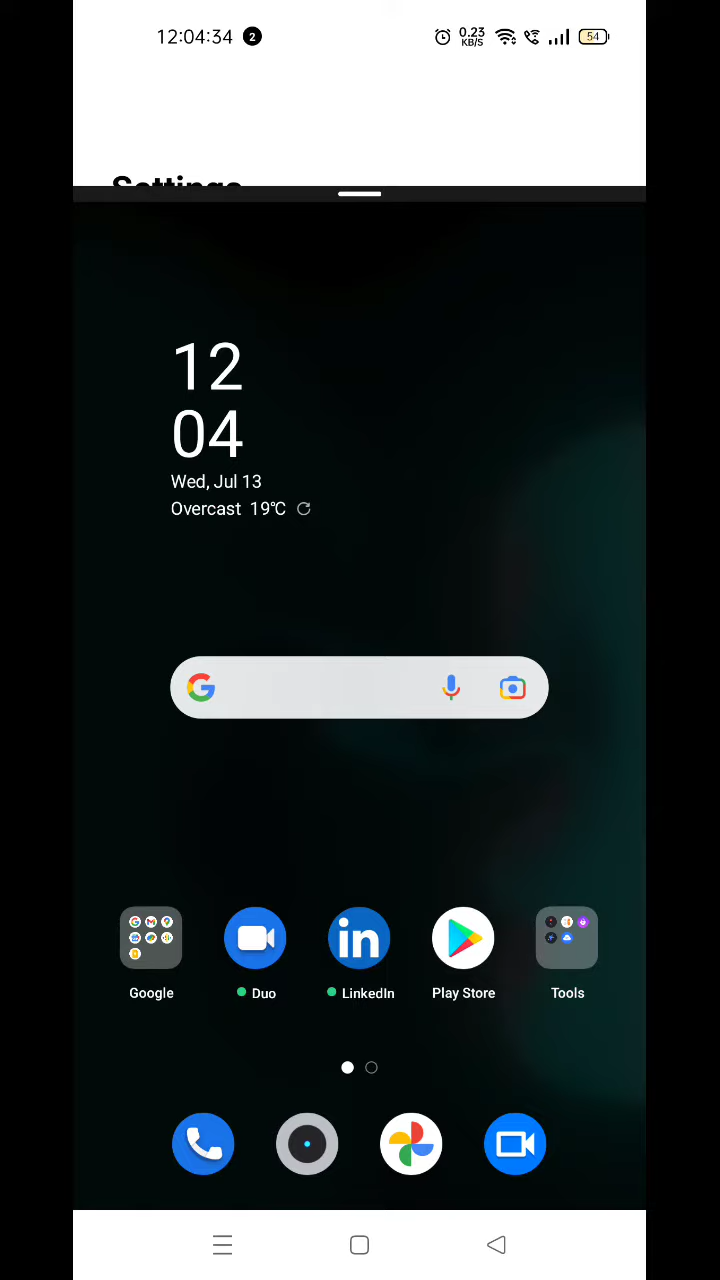 12:04:34 2 0.23 KB/S 54
Settings
12
04
Wed, Jul 13
Overcast 19°C
Google Duo LinkedIn Play Store Tools